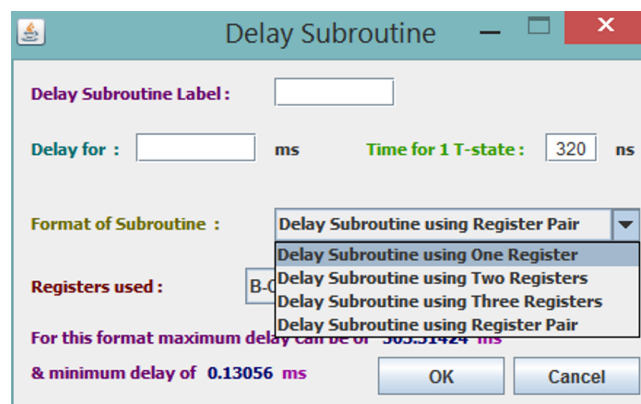 Delay Subroutine
Delay Subroutine Label :
Delay for : ms Time for 1 T-state : 320 ns
Format of Subroutine : Delay Subroutine using Register Pair
Delay Subroutine using One Register
Delay Subroutine using Two Registers
Delay Subroutine using Three Registers
Delay Subroutine using Register Pair
Registers used :
For this format maximum delay can be of ms
& minimum delay of 0.13056 ms
OK Cancel